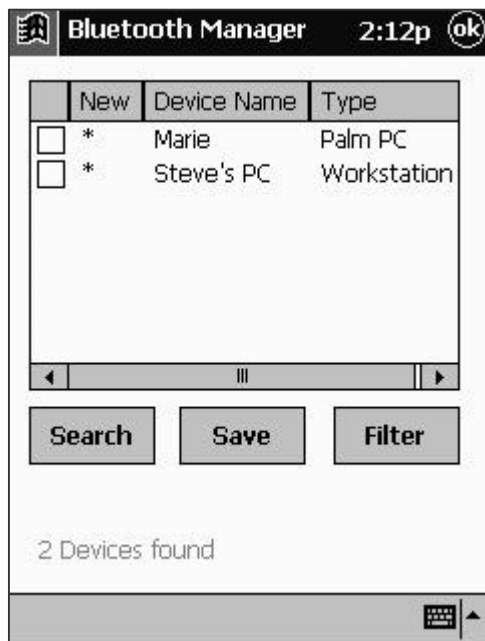 Bluetooth Manager 2:12p ok
New Device Name Type
* Marie Palm PC
* Steve's PC Workstation
Search Save Filter
2 Devices found